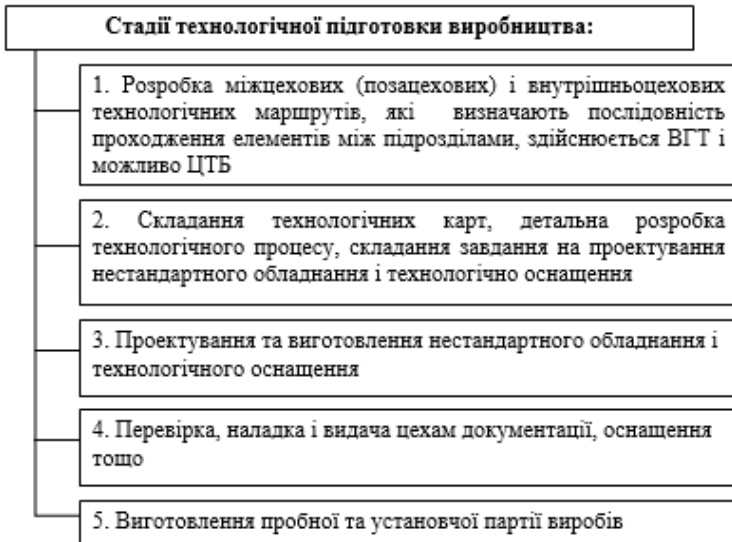 Стадії технологічної підготовки виробництва:
1. Розробка міжцехових (позацехових) і внутрішньоцехових
технологічних маршрутів, які визначають послідовність
проходження елементів між підрозділами, здійснюється ВГТ і
можливо ЦТБ
2. Складання технологічних карт, детальна розробка
технологічного процесу, складання завдання на проектування
нестандартного обладнання і технологічно оснащення
3. Проектування та виготовлення нестандартного обладнання і
технологічного оснащення
4. Перевірка, наладка і видача цехам документації, оснащення
тощо
5. Виготовлення пробної та установчої партії виробів